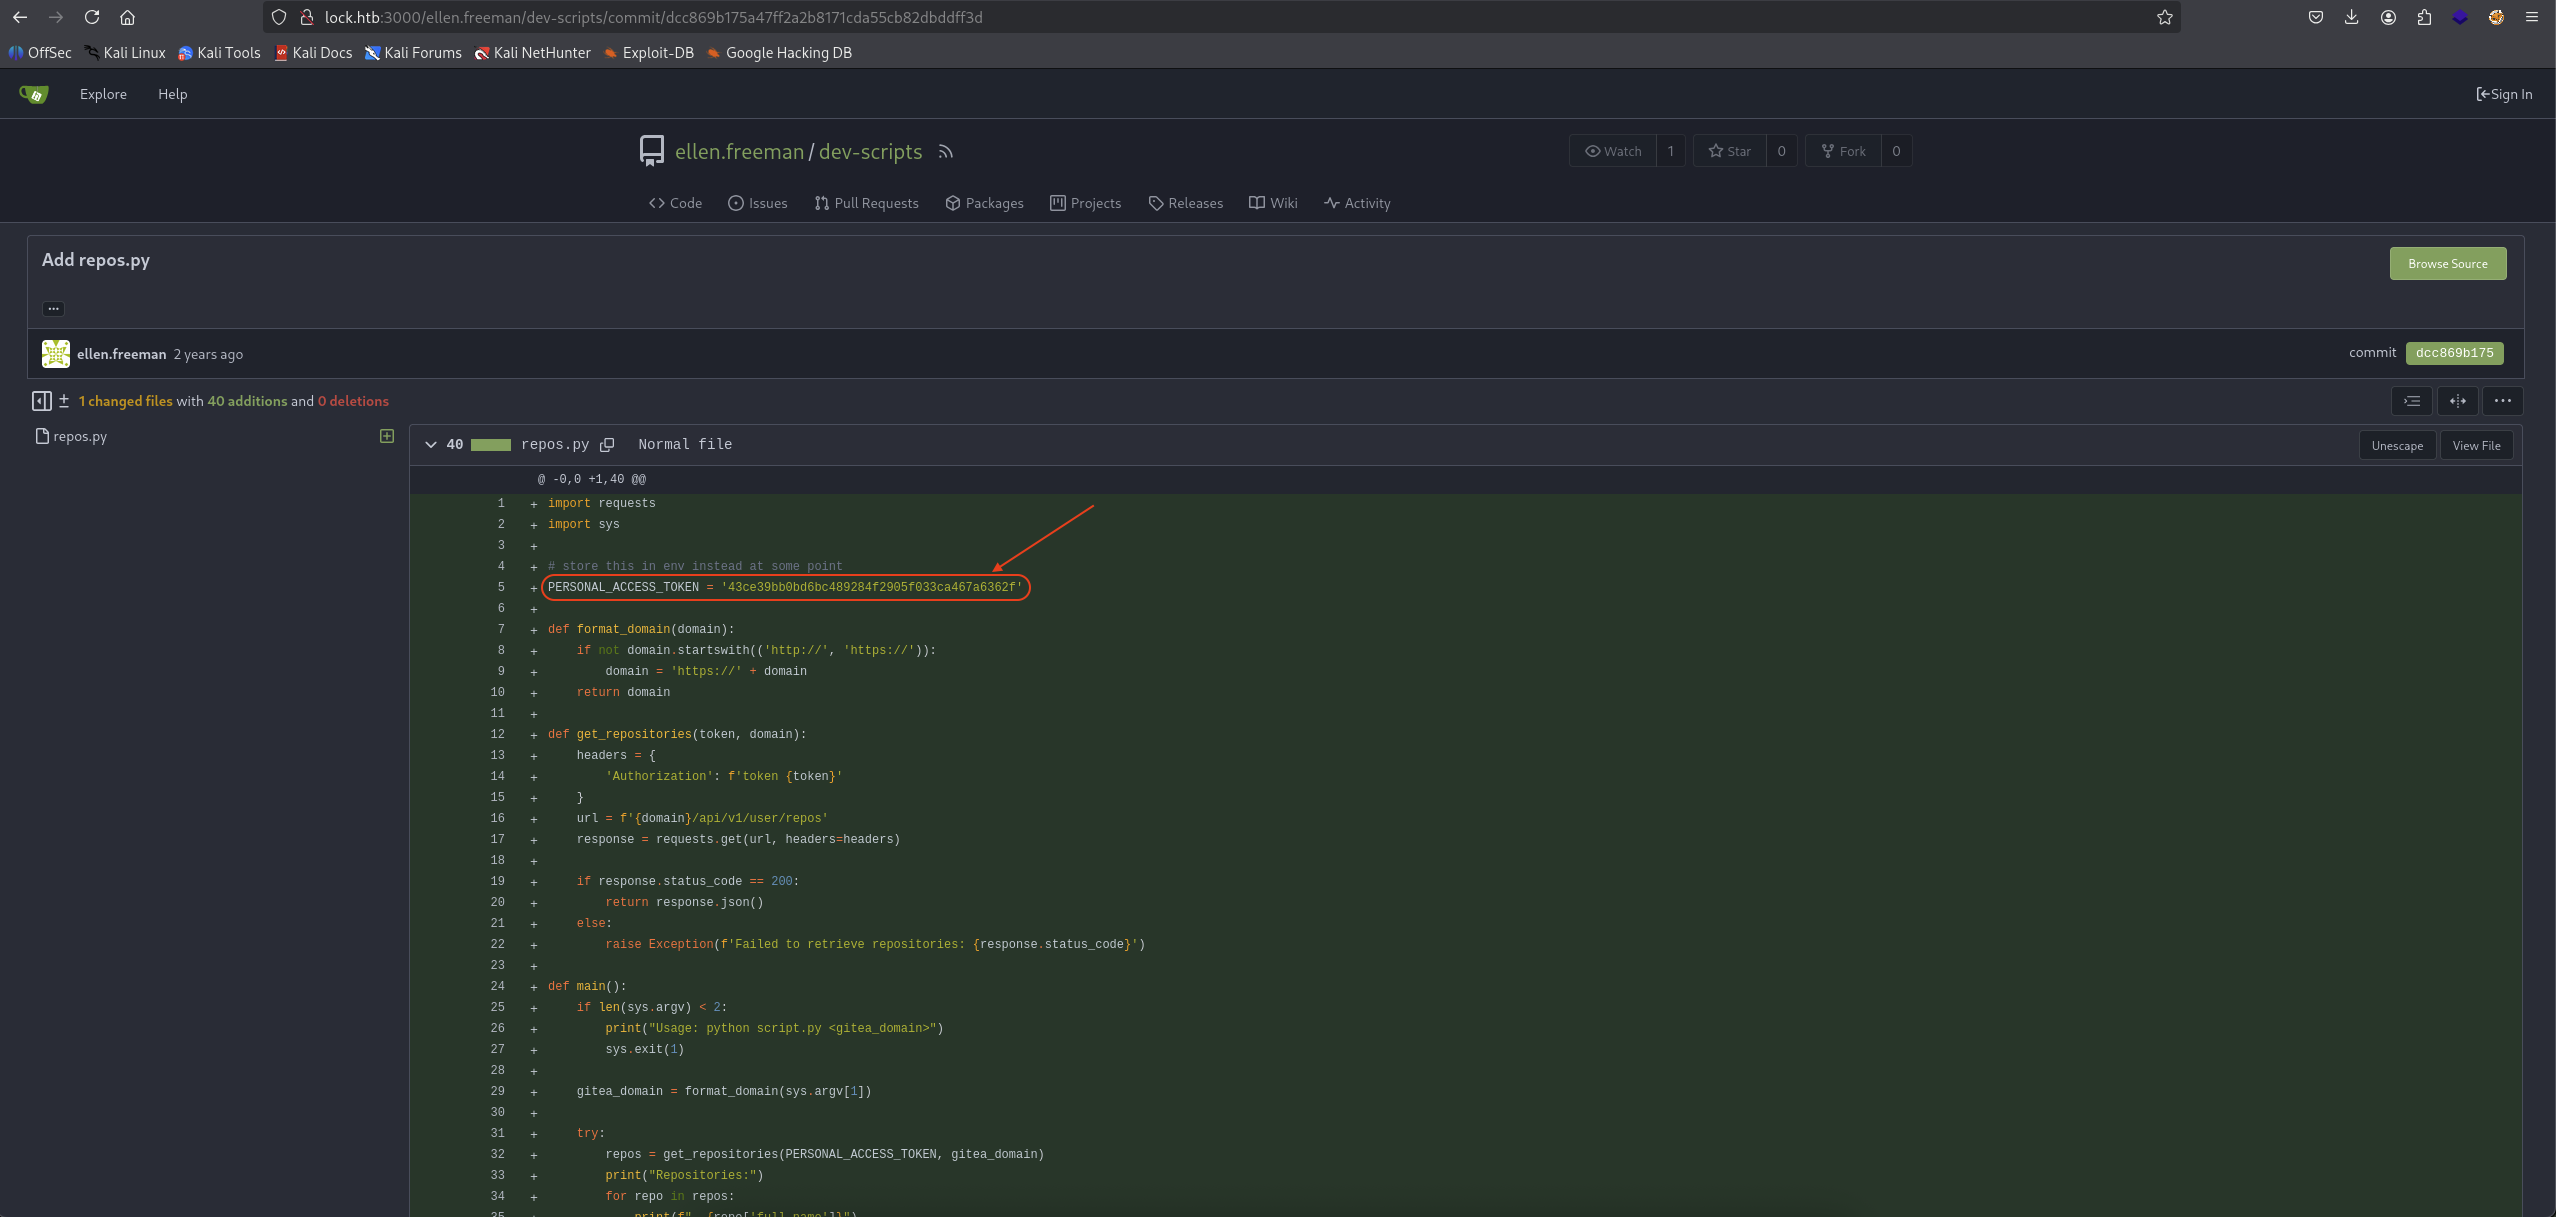 lock.htb:3000/ellen.freeman/dev-scripts/commit/dcc869b175a47ff2a2b8171cda55cb82dbddff3d
OffSec Kali Linux Kali Tools Kali Docs Kali Forums Kali NetHunter Exploit-DB Google Hacking DB
Explore Help Sign In
ellen.freeman / dev-scripts Watch 1 Star 0 Fork 0
Code Issues Pull Requests Packages Projects Releases Wiki Activity
Add repos.py Browse Source
...
ellen.freeman 2 years ago commit dcc869b175
1 changed files with 40 additions and 0 deletions
repos.py
40 repos.py Normal file Unescape View File
@ -0,0 +1,40 @@
1 + import requests
2 + import sys
3 +
4 + # store this in env instead at some point
5 + PERSONAL_ACCESS_TOKEN = '43ce39bb0bd6bc489284f2905f033ca467a6362f'
6 +
7 + def format_domain(domain):
8 +     if not domain.startswith(('http://', 'https://')):
9 +         domain = 'https://' + domain
10 +     return domain
11 +
12 + def get_repositories(token, domain):
13 +     headers = {
14 +         'Authorization': f'token {token}'
15 +     }
16 +     url = f'{domain}/api/v1/user/repos'
17 +     response = requests.get(url, headers=headers)
18 +
19 +     if response.status_code == 200:
20 +         return response.json()
21 +     else:
22 +         raise Exception(f'Failed to retrieve repositories: {response.status_code}')
23 +
24 + def main():
25 +     if len(sys.argv) < 2:
26 +         print("Usage: python script.py <gitea_domain>")
27 +         sys.exit(1)
28 +
29 +     gitea_domain = format_domain(sys.argv[1])
30 +
31 +     try:
32 +         repos = get_repositories(PERSONAL_ACCESS_TOKEN, gitea_domain)
33 +         print("Repositories:")
34 +         for repo in repos:
35 +             print(f"- {repo['full_name']}")